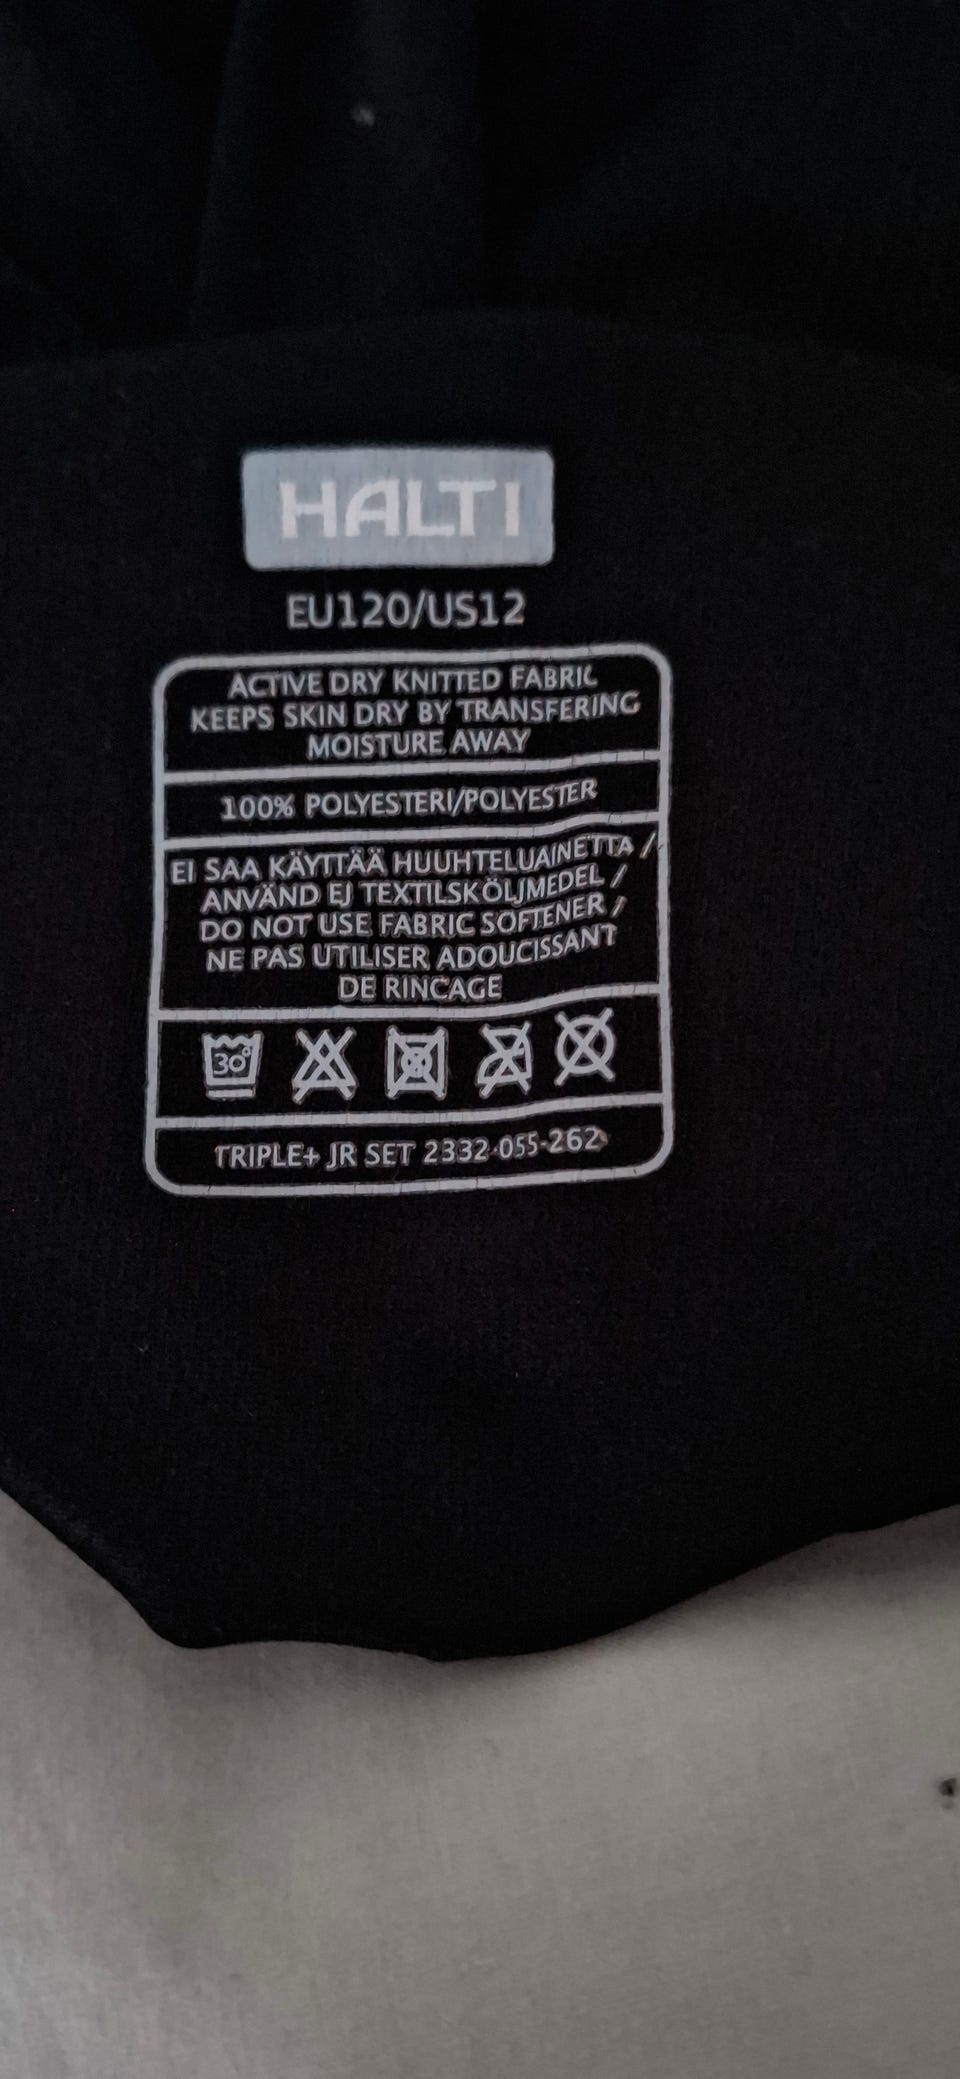 HALTI
EU120/US12
ACTIVE DRY KNITTED FABRIC
KEEPS SKIN DRY BY TRANSFERING
MOISTURE AWAY
100% POLYESTERI/POLYESTER
EI SAA KÄYTTÄÄ HUUHTELUAINETTA /
ANVÄND EJ TEXTILSKÖLJMEDEL /
DO NOT USE FABRIC SOFTENER /
NE PAS UTILISER ADOUCISSANT
DE RINCAGE
30°
TRIPLE+ JR SET 2332-055-262